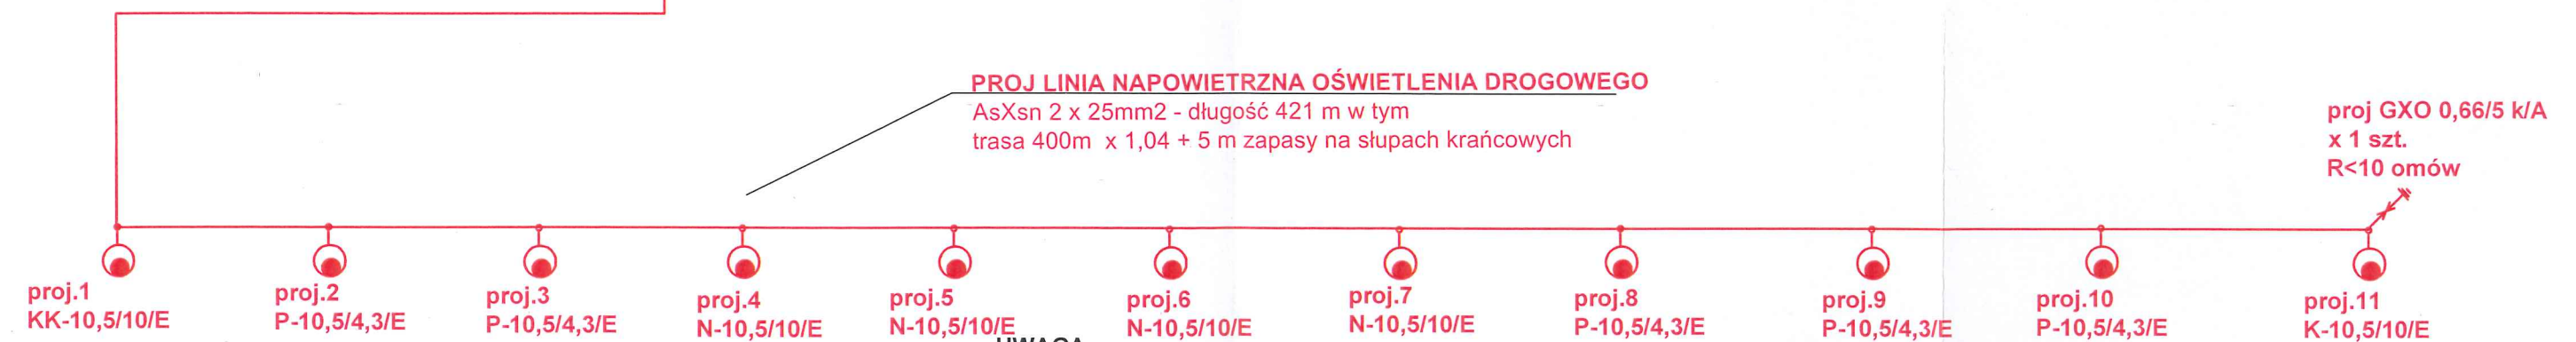 PROJ LINIA NAPOWIETRZNA OŚWIETLENIA DROGOWEGO
AsXsn 2 x 25mm2 - długość 421 m w tym
trasa 400m x 1,04 + 5 m zapasy na słupach krańcowych
proj GXO 0,66/5 k/A
x 1 szt.
R<10 omów
proj.1
KK-10,5/10/E
proj.2
P-10,5/4,3/E
proj.3
P-10,5/4,3/E
proj.4
N-10,5/10/E
proj.5
N-10,5/10/E
proj.6
N-10,5/10/E
proj.7
N-10,5/10/E
proj.8
P-10,5/4,3/E
proj.9
P-10,5/4,3/E
proj.10
P-10,5/4,3/E
proj.11
K-10,5/10/E
UWAGA